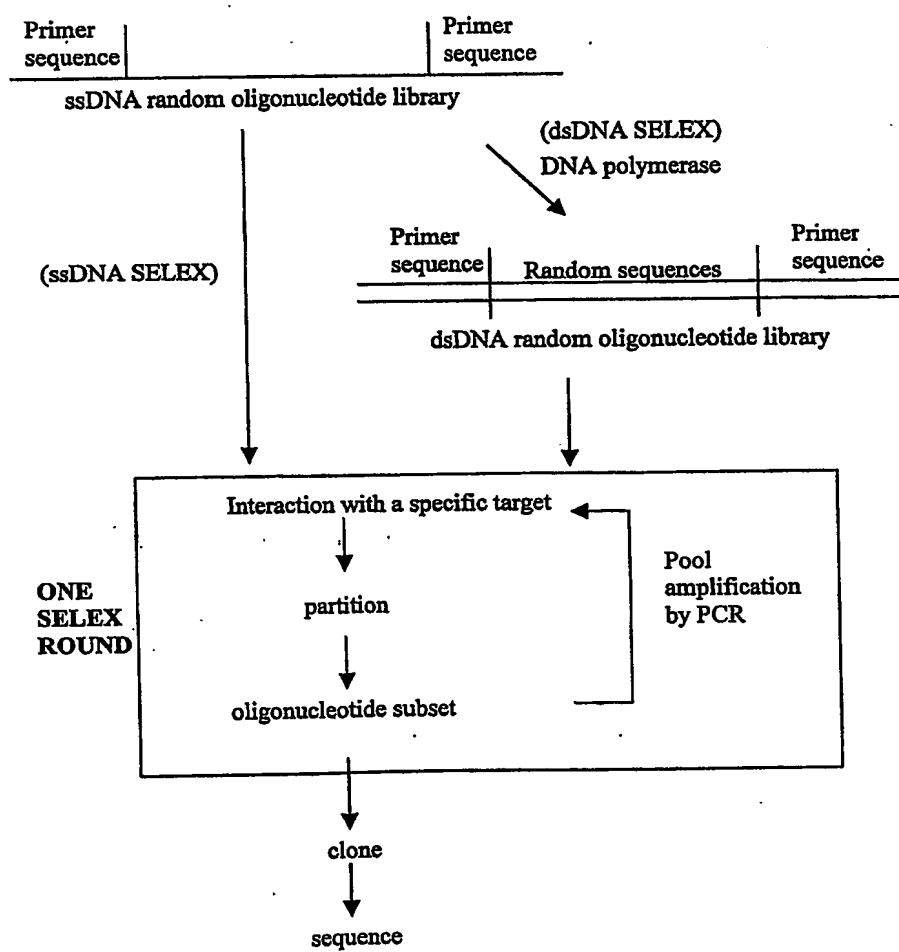 Primer
sequence
Primer
sequence
ssDNA random oligonucleotide library
(dsDNA SELEX)
DNA polymerase
(ssDNA SELEX)
Primer
sequence
Random sequences
Primer
sequence
dsDNA random oligonucleotide library
Interaction with a specific target
ONE
SELEX
ROUND
partition
Pool
amplification
by PCR
oligonucleotide subset
clone
sequence